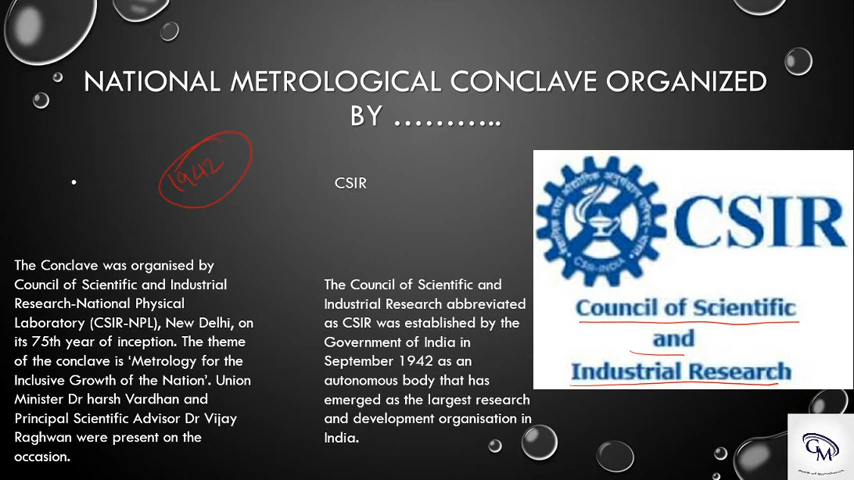 NATIONAL METROLOGICAL CONCLAVE ORGANIZED
BY ………..
•
1942
CSIR
The Conclave was organised by
Council of Scientific and Industrial
Research-National Physical
Laboratory (CSIR-NPL), New Delhi, on
its 75th year of inception. The theme
of the conclave is ‘Metrology for the
Inclusive Growth of the Nation’. Union
Minister Dr harsh Vardhan and
Principal Scientific Advisor Dr Vijay
Raghwan were present on the
occasion.
The Council of Scientific and
Industrial Research abbreviated
as CSIR was established by the
Government of India in
September 1942 as an
autonomous body that has
emerged as the largest research
and development organisation in
India.
CSIR
CSIR-INDIA
Council of Scientific
and
Industrial Research
GM